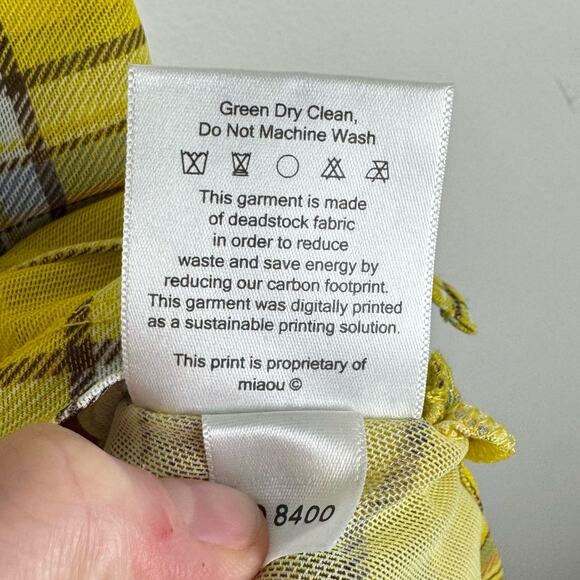 Green Dry Clean,
Do Not Machine Wash
This garment is made
of deadstock fabric
in order to reduce
waste and save energy by
reducing our carbon footprint.
This garment was digitally printed
as a sustainable printing solution.
This print is proprietary of
miaou ©
8400